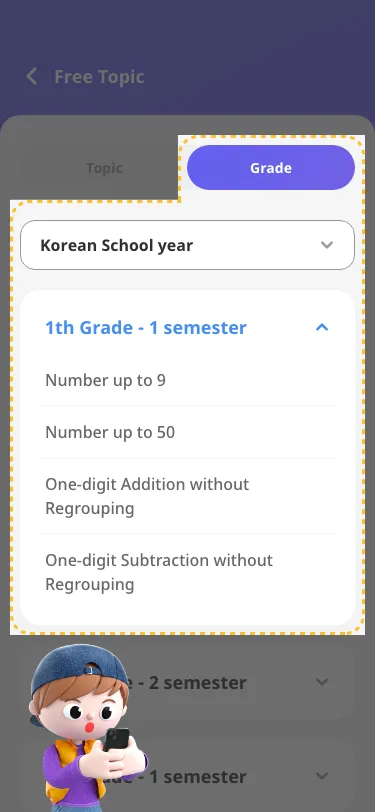 Free Topic
Topic
Grade
Korean School year
1th Grade - 1 semester
Number up to 9
Number up to 50
One-digit Addition without
Regrouping
One-digit Subtraction without
Regrouping
- 2 semester
- 1 semester